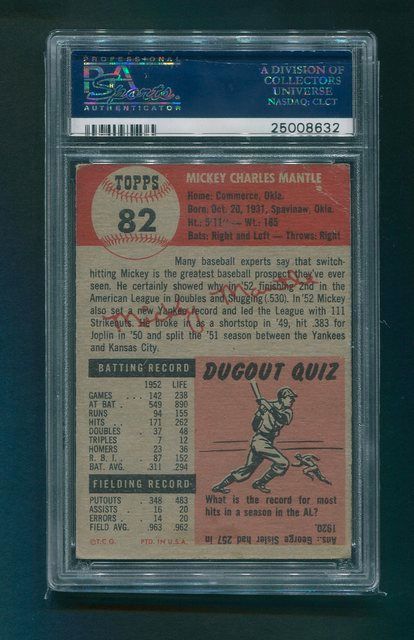 PROFESSIONAL
PSA
Sports
AUTHENTICATOR
A DIVISION OF
COLLECTORS
UNIVERSE
NASDAQ: CLCT
25008632
TOPPS
82
MICKEY CHARLES MANTLE
Home: Commerce, Okla.
Born: Oct. 20, 1931, Spavinaw, Okla.
Ht.: 5'11" — Wt.: 185
Bats: Right and Left — Throws: Right
Many baseball experts say that switch-
hitting Mickey is the greatest baseball prospect they've ever
seen. He certainly showed why in '52 finishing 2nd in
the American League in Doubles and Slugging (.530). In '52 Mickey
also set a new Yankee record and led the League with 111
Strikeouts. He broke in as a shortstop in '49, hit .383 for
Joplin in '50 and split the '51 season between the Yankees
and Kansas City.
Mickey Mantle
BATTING RECORD
1952 LIFE
GAMES . . . 142 238
AT BAT . . 549 890
RUNS 94 155
HITS 171 262
DOUBLES . . 37 48
TRIPLES . . 7 12
HOMERS . . 23 36
R. B. I. . . 87 152
BAT. AVG. .311 .294
FIELDING RECORD
PUTOUTS . . 348 463
ASSISTS . . 16 20
ERRORS . . 14 20
FIELD AVG. .963 .962
©T.C.G. PTD. IN U.S.A.
DUGOUT QUIZ
What is the record for most
hits in a season in the AL?
Ans.: George Sisler had 257 in
1920.